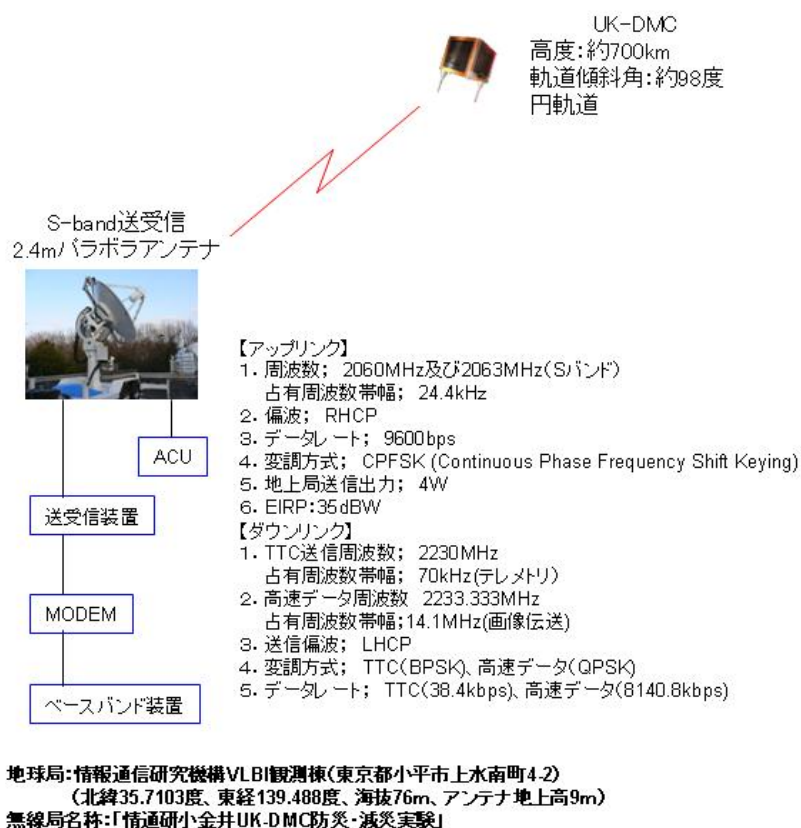 UK-DMC
高度:約700km
軌道傾斜角:約98度
円軌道
S-band送受信
2.4mパラボラアンテナ
ACU
送受信装置
MODEM
ベースバンド装置
【アップリンク】
1. 周波数; 2060MHz及び2063MHz(Sバンド)
占有周波数帯幅; 24.4kHz
2. 偏波; RHCP
3. データレート; 9600bps
4. 変調方式; CPFSK (Continuous Phase Frequency Shift Keying)
5. 地上局送信出力; 4W
6. EIRP:35dBW
【ダウンリンク】
1. TTC送信周波数; 2230MHz
占有周波数帯幅; 70kHz(テレメトリ)
2. 高速データ周波数 2233.333MHz
占有周波数帯幅;14.1MHz(画像伝送)
3. 送信偏波; LHCP
4. 変調方式; TTC(BPSK)、高速データ(QPSK)
5. データレート; TTC(38.4kbps)、高速データ(8140.8kbps)
地球局:情報通信研究機構VLBI観測棟(東京都小平市上水南町4-2)
(北緯35.7103度、東経139.488度、海抜76m、アンテナ地上高9m)
無線局名称:「情通研小金井UK-DMC防災・減災実験」